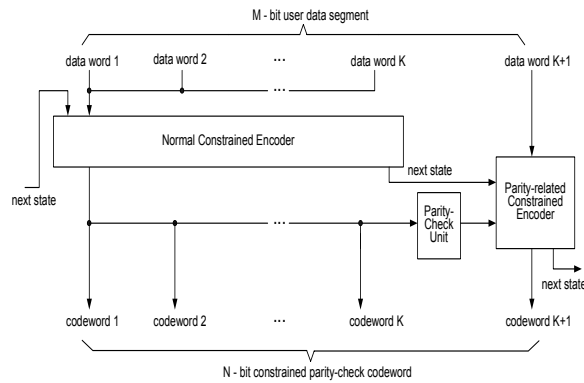 M - bit user data segment
data word 1 data word 2 ... data word K data word K+1
Normal Constrained Encoder
next state
next state
Parity-
Check
Unit
Parity-related
Constrained
Encoder
next state
codeword 1 codeword 2 ... codeword K codeword K+1
N - bit constrained parity-check codeword